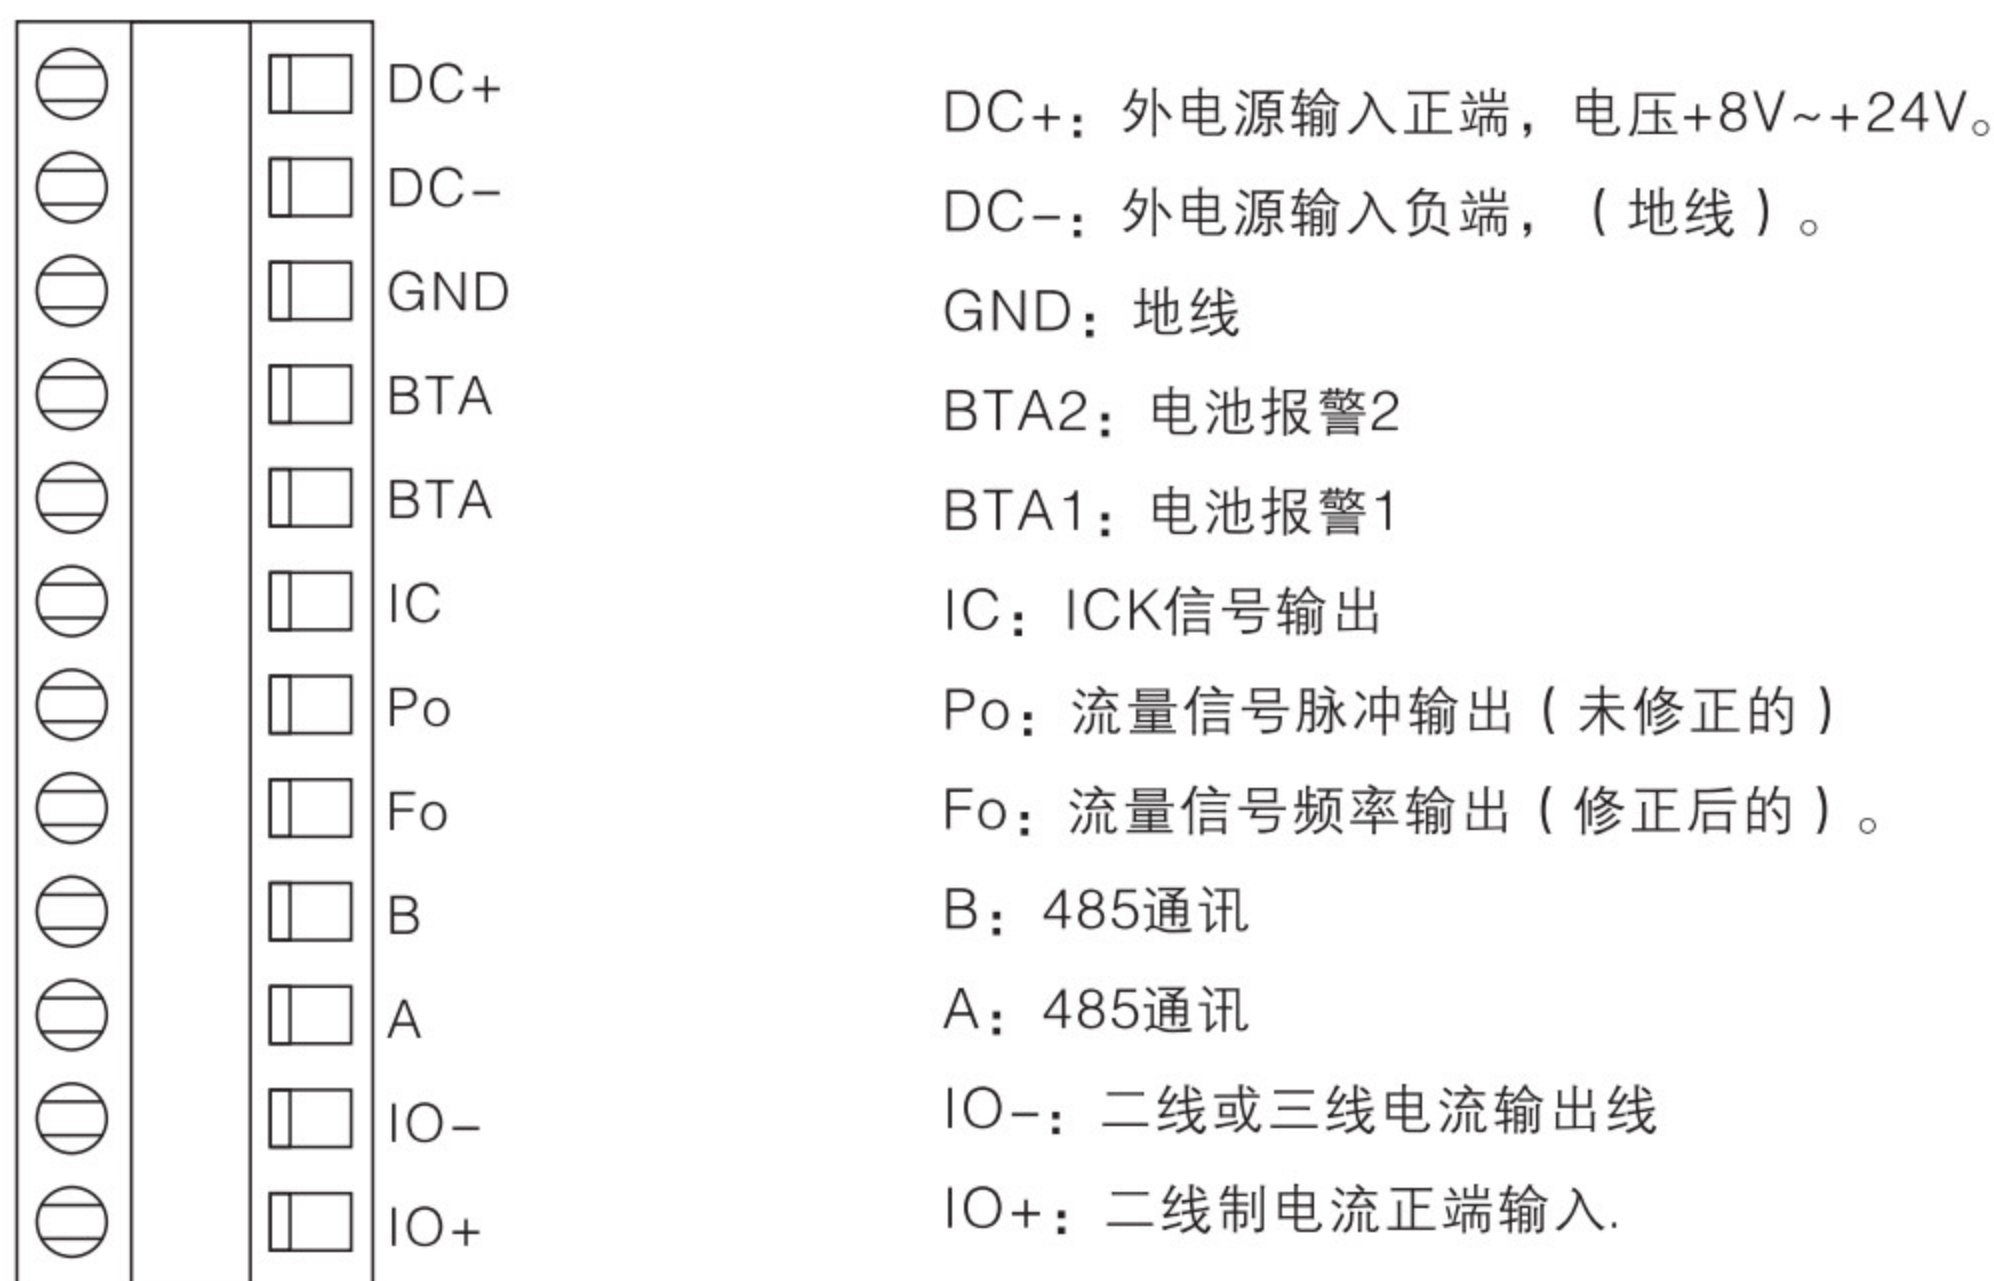 DC+
DC-
GND
BTA
BTA
IC
Po
Fo
B
A
IO-
IO+
DC+：外电源输入正端，电压+8V~+24V。
DC-：外电源输入负端，（地线）。
GND：地线
BTA2：电池报警2
BTA1：电池报警1
IC：ICK信号输出
Po：流量信号脉冲输出（未修正的）
Fo：流量信号频率输出（修正后的）。
B：485通讯
A：485通讯
IO-：二线或三线电流输出线
IO+：二线制电流正端输入.